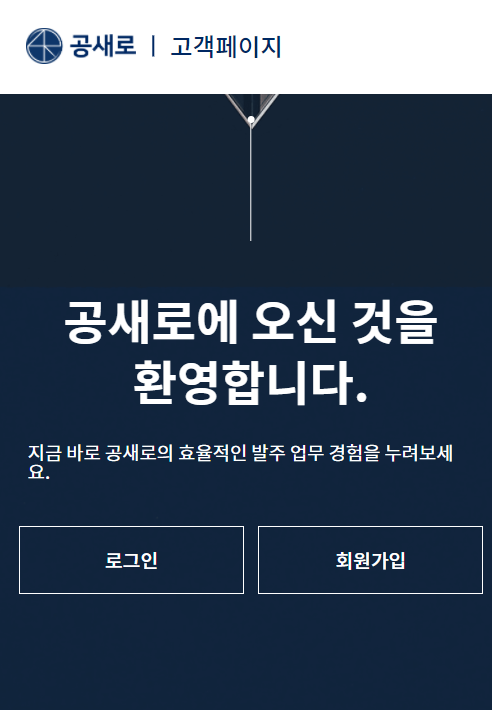 공새로 | 고객페이지
공새로에 오신 것을
환영합니다.
지금 바로 공새로의 효율적인 발주 업무 경험을 누려보세
요.
로그인
회원가입